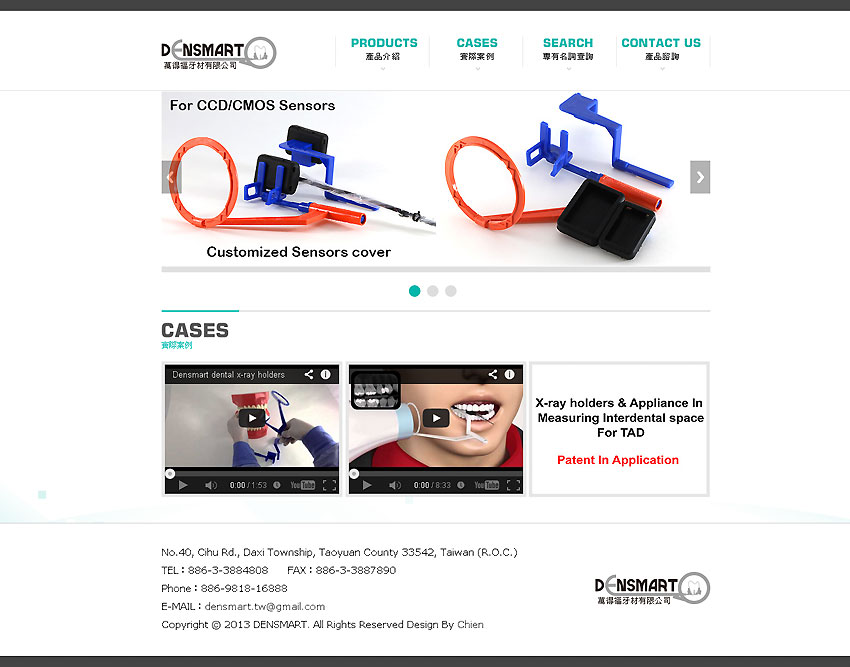 DENSMART
萬得福牙材有限公司
PRODUCTS
產品介紹
CASES
實際案例
SEARCH
專有名詞查詢
CONTACT US
產品諮詢
For CCD/CMOS Sensors
Customized Sensors cover
CASES
實際案例
Densmart dental x-ray holders
0:00 / 1:53
YouTube
0:00 / 8:33
YouTube
X-ray holders & Appliance In
Measuring Interdental space
For TAD
Patent In Application
No.40, Cihu Rd., Daxi Township, Taoyuan County 33542, Taiwan (R.O.C.)
TEL：886-3-3884808 FAX：886-3-3887890
Phone：886-9818-16888
E-MAIL：densmart.tw@gmail.com
Copyright © 2013 DENSMART. All Rights Reserved Design By Chien
DENSMART
萬得福牙材有限公司